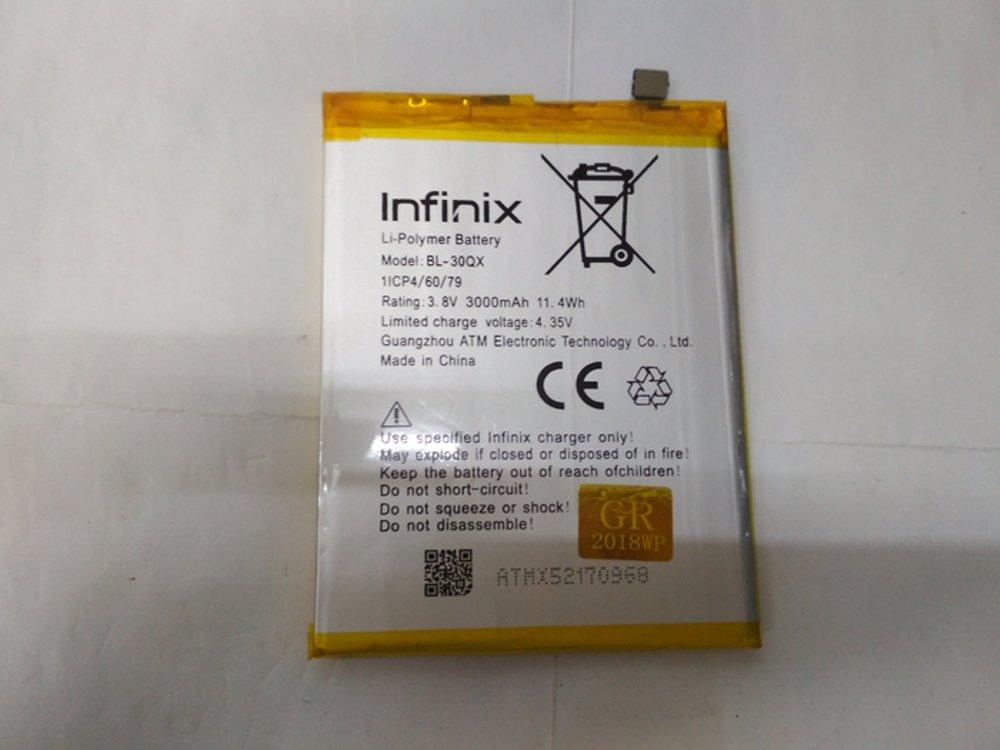 Infinix
Li-Polymer Battery
Model:BL-30QX
1ICP4/60/79
Rating:3.8V 3000mAh 11.4Wh
Limited charge voltage:4.35V
Guangzhou ATM Electronic Technology Co.,Ltd.
Made in China
CE
Use specified Infinix charger only!
May explode if closed or disposed of in fire!
Keep the battery out of reach ofchildren!
Do not short-circuit!
Do not squeeze or shock!
Do not disassemble!
GR
2018WP
ATMX52170968